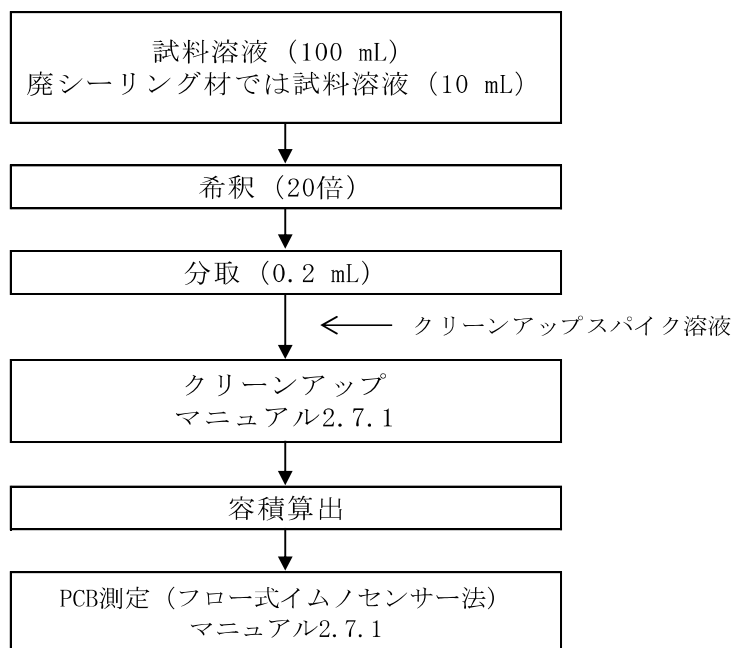 試料溶液 (100 mL)
廃シーリング材では試料溶液 (10 mL)
希釈 (20倍)
分取 (0.2 mL)
クリーンアップスパイク溶液
クリーンアップ
マニュアル2.7.1
容積算出
PCB測定 (フロー式イムノセンサー法)
マニュアル2.7.1